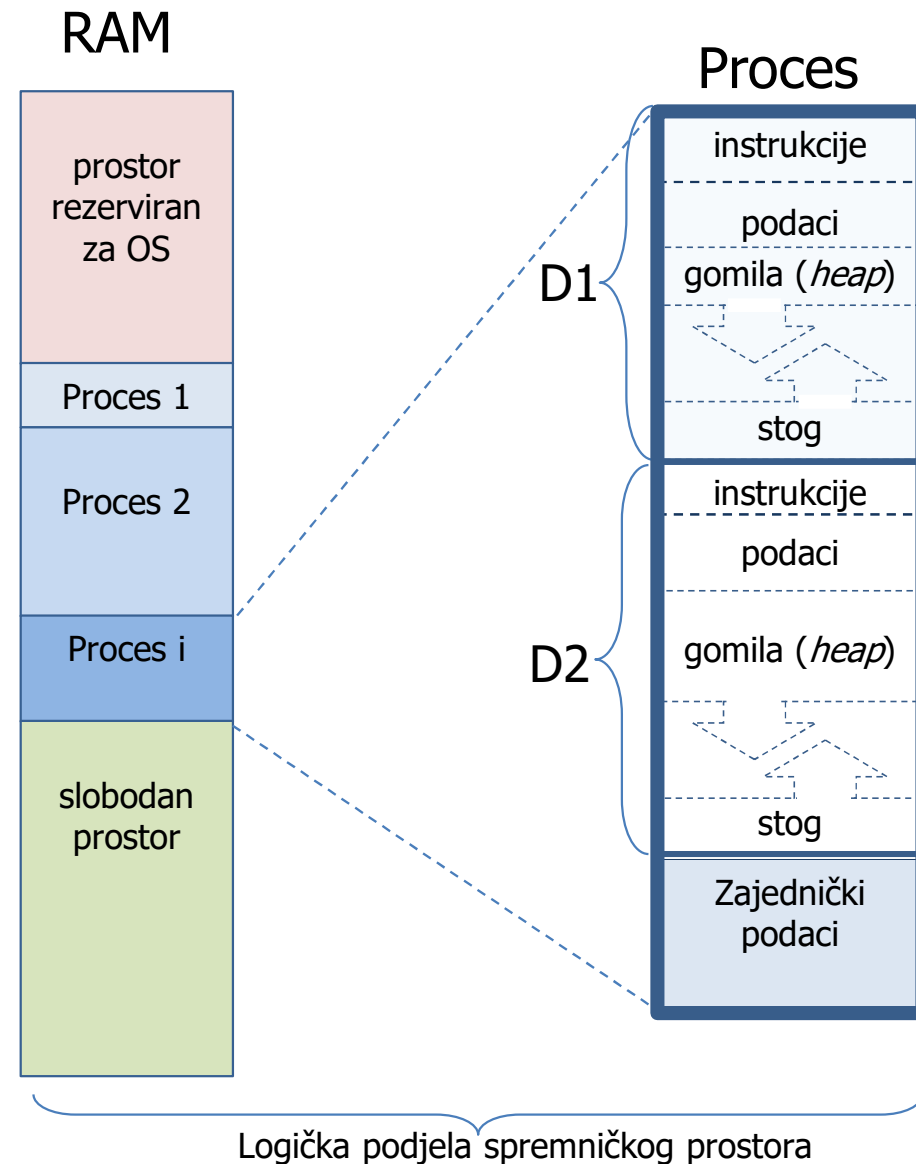 RAM
prostor
rezerviran
za OS
Proces 1
Proces 2
Proces i
slobodan
prostor
Proces
D1
instrukcije
podaci
gomila (heap)
stog
D2
instrukcije
podaci
gomila (heap)
stog
Zajednički
podaci
Logička podjela spremničkog prostora